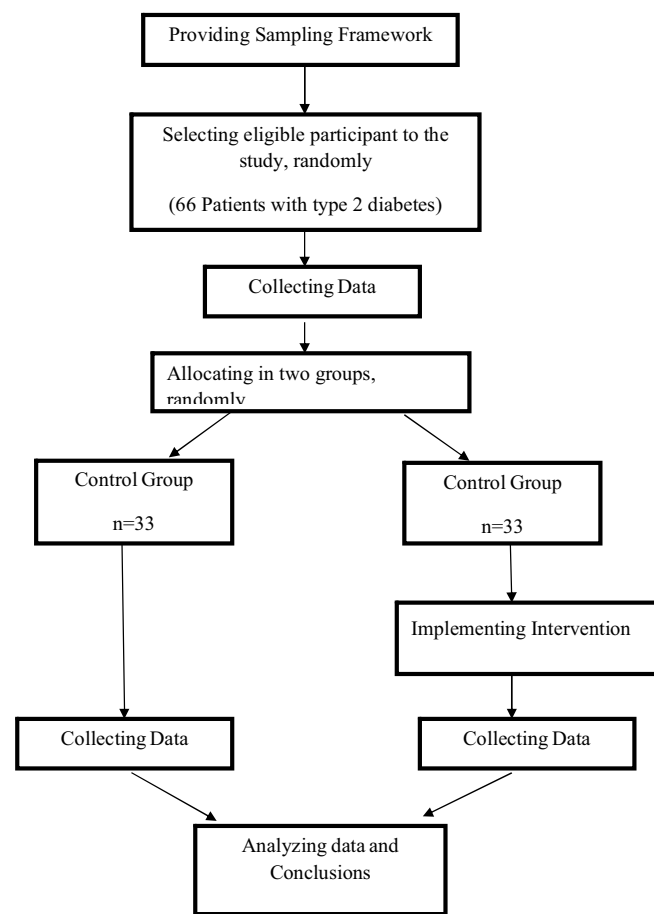 Providing Sampling Framework
Selecting eligible participant to the
study, randomly
(66 Patients with type 2 diabetes)
Collecting Data
Allocating in two groups,
randomly
Control Group
n=33
Control Group
n=33
Implementing Intervention
Collecting Data
Collecting Data
Analyzing data and
Conclusions